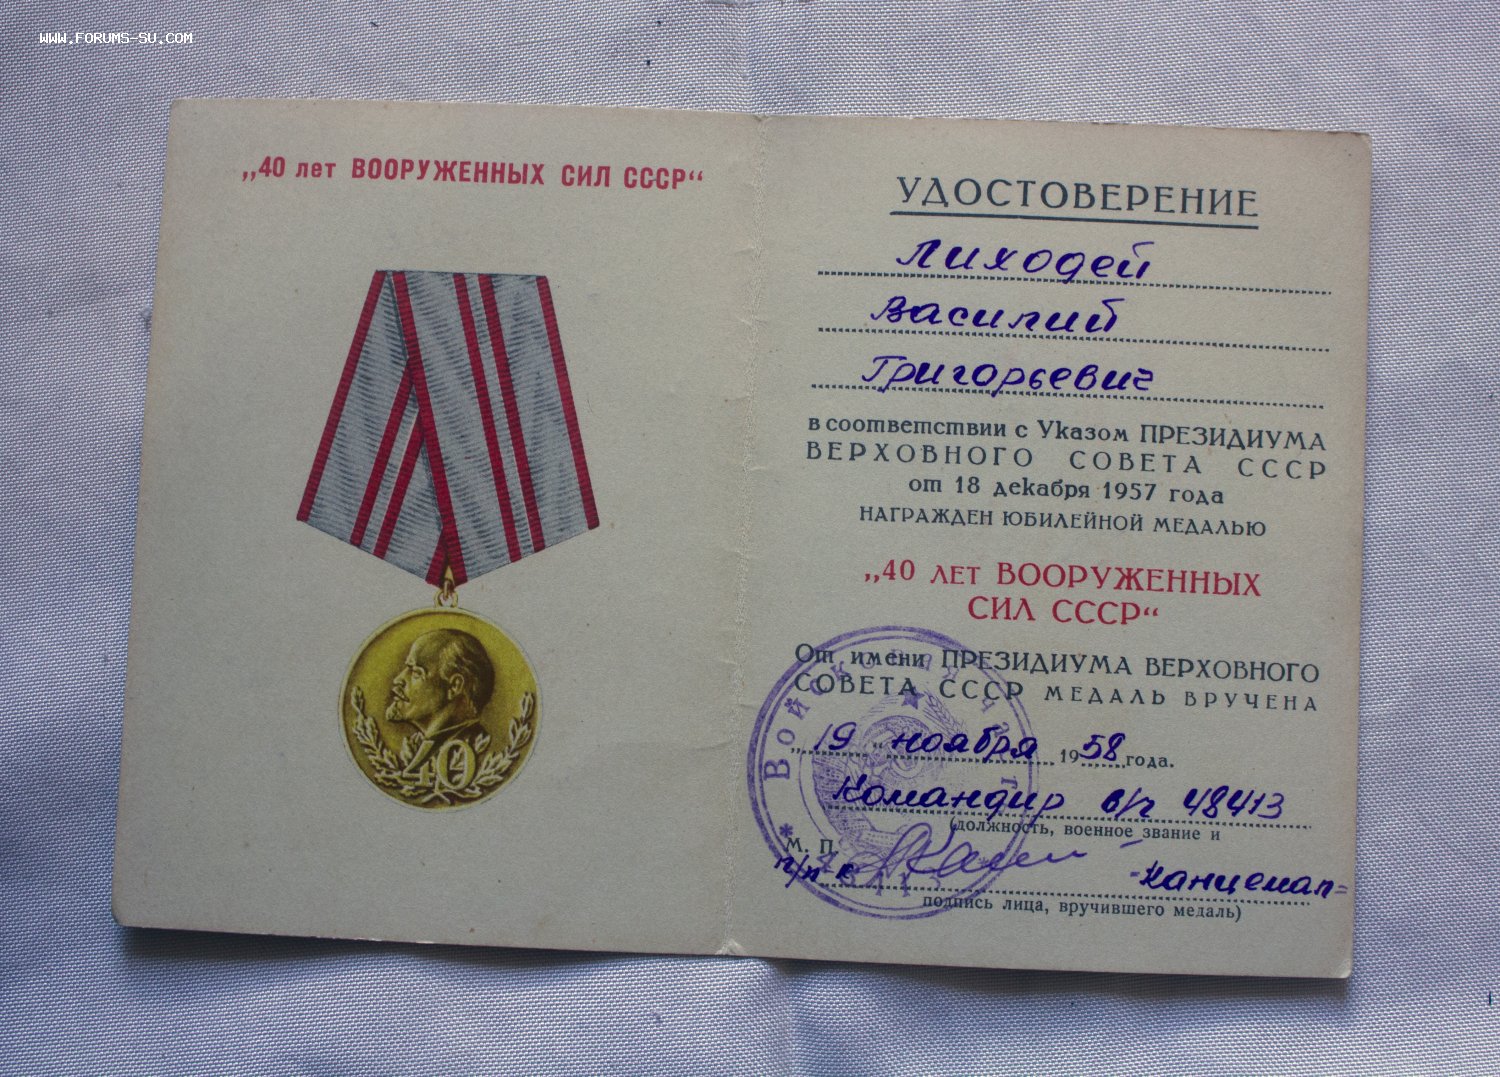 WWW.FORUMS-SU.COM
„40 лет ВООРУЖЕННЫХ СИЛ СССР“
40
УДОСТОВЕРЕНИЕ
Лиходей
Василий
Григорьевич
в соответствии с Указом ПРЕЗИДИУМА
ВЕРХОВНОГО СОВЕТА СССР
от 18 декабря 1957 года
НАГРАЖДЕН ЮБИЛЕЙНОЙ МЕДАЛЬЮ
„40 ЛЕТ ВООРУЖЕННЫХ
СИЛ СССР“
От имени ПРЕЗИДИУМА ВЕРХОВНОГО
СОВЕТА СССР МЕДАЛЬ ВРУЧЕНА
„19“ ноября 1958 года.
Командир в/ч 48413
(должность, военное звание и
М. П.
п/п-к -Канцемал-
подпись лица, вручившего медаль)
Войсковая